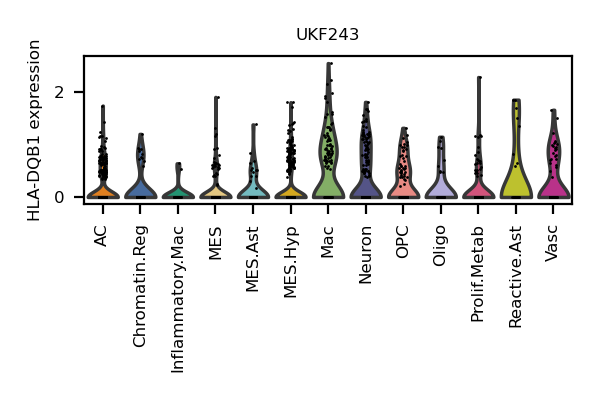 UKF243
HLA-DQB1 expression
2
0
AC
Chromatin.Reg
Inflammatory.Mac
MES
MES.Ast
MES.Hyp
Mac
Neuron
OPC
Oligo
Prolif.Metab
Reactive.Ast
Vasc